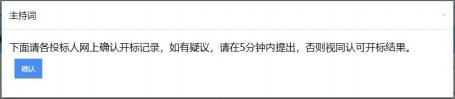 主持词
下面请各投标人网上确认开标记录，如有疑议，请在5分钟内提出，否则视同认可开标结果。
确认